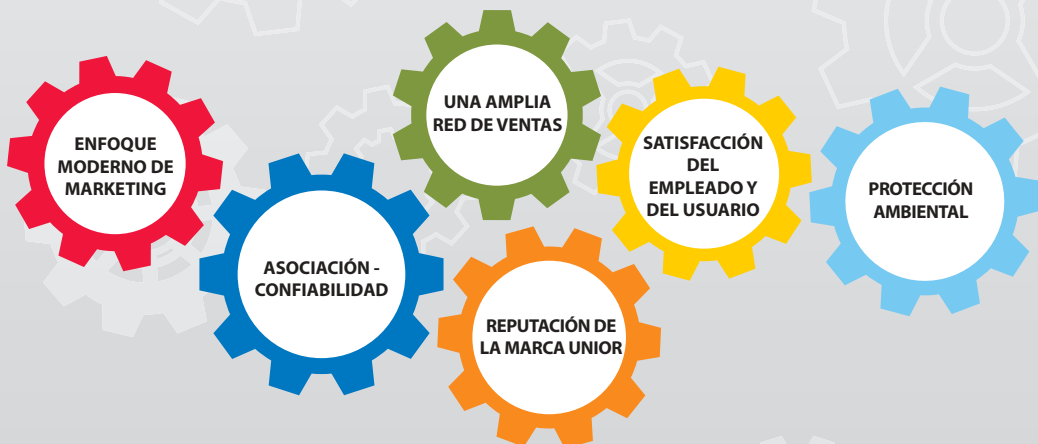 ENFOQUE
MODERNO DE
MARKETING
ASOCIACIÓN -
CONFIABILIDAD
UNA AMPLIA
RED DE VENTAS
REPUTACIÓN DE
LA MARCA UNIOR
SATISFACCIÓN
DEL
EMPLEADO Y
DEL USUARIO
PROTECCIÓN
AMBIENTAL